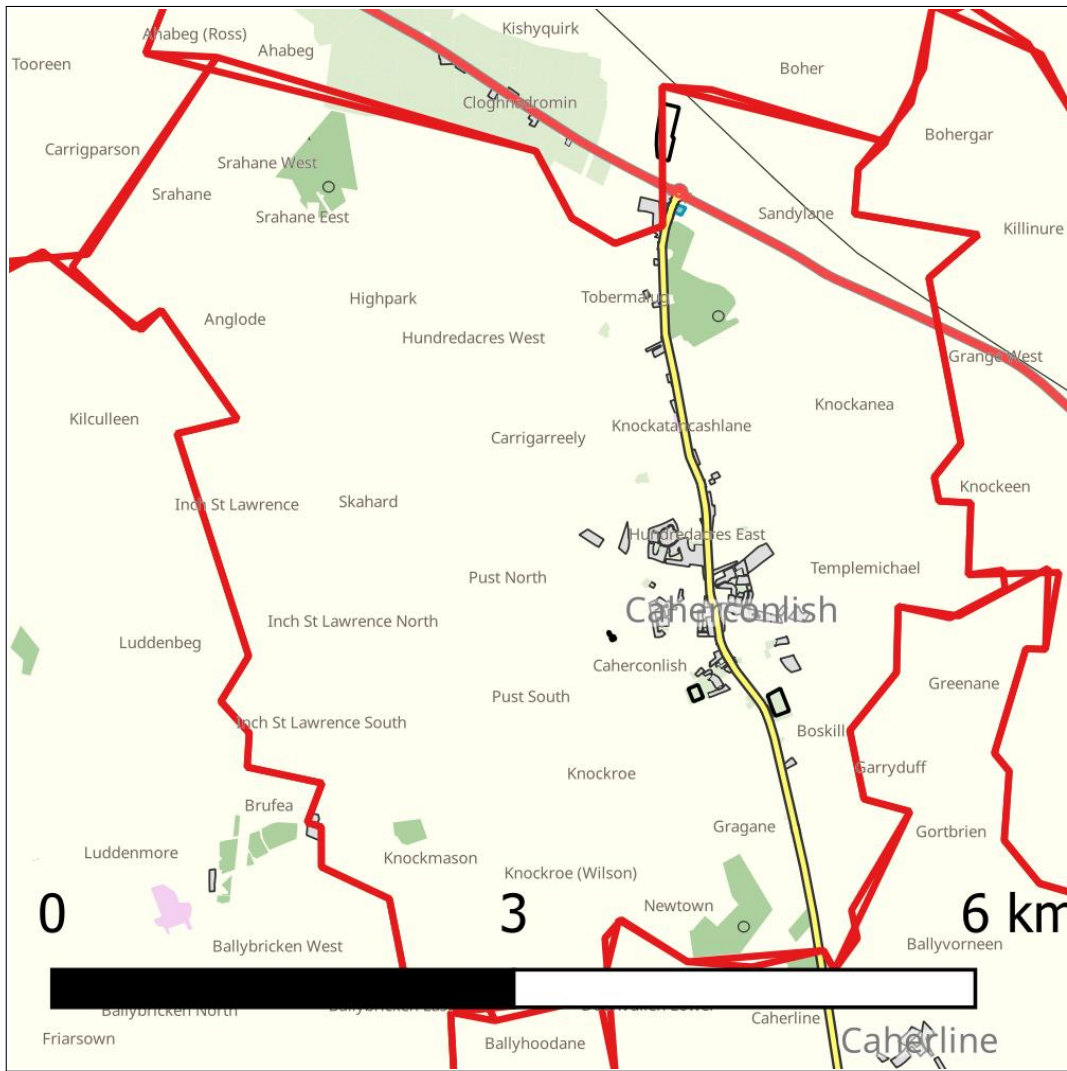 Kishyquirk
Ahabeg (Ross)
Ahabeg
Tooreen
Boher
Cloghnadromin
Bohergar
Carrigparson
Srahane West
Srahane
Srahane Eest
Sandylane
Killinure
Highpark
Tobermalug
Anglode
Hundredacres West
Grange West
Knockanea
Kilculleen
Carrigarreely
Knockatancashlane
Knockeen
Skahard
Inch St Lawrence
Hundredacres East
Pust North
Templemichael
Caherconlish
Inch St Lawrence North
Luddenbeg
Caherconlish
Greenane
Pust South
Inch St Lawrence South
Boskill
Garryduff
Knockroe
Brufea
Gragane
Gortbrien
Luddenmore
Knockmason
Knockroe (Wilson)
0
3
6 km
Newtown
Ballybricken West
Ballyvorneen
Ballybricken North
Ballybricken East
Caherline
Friarsown
Ballyhoodane
Caherline